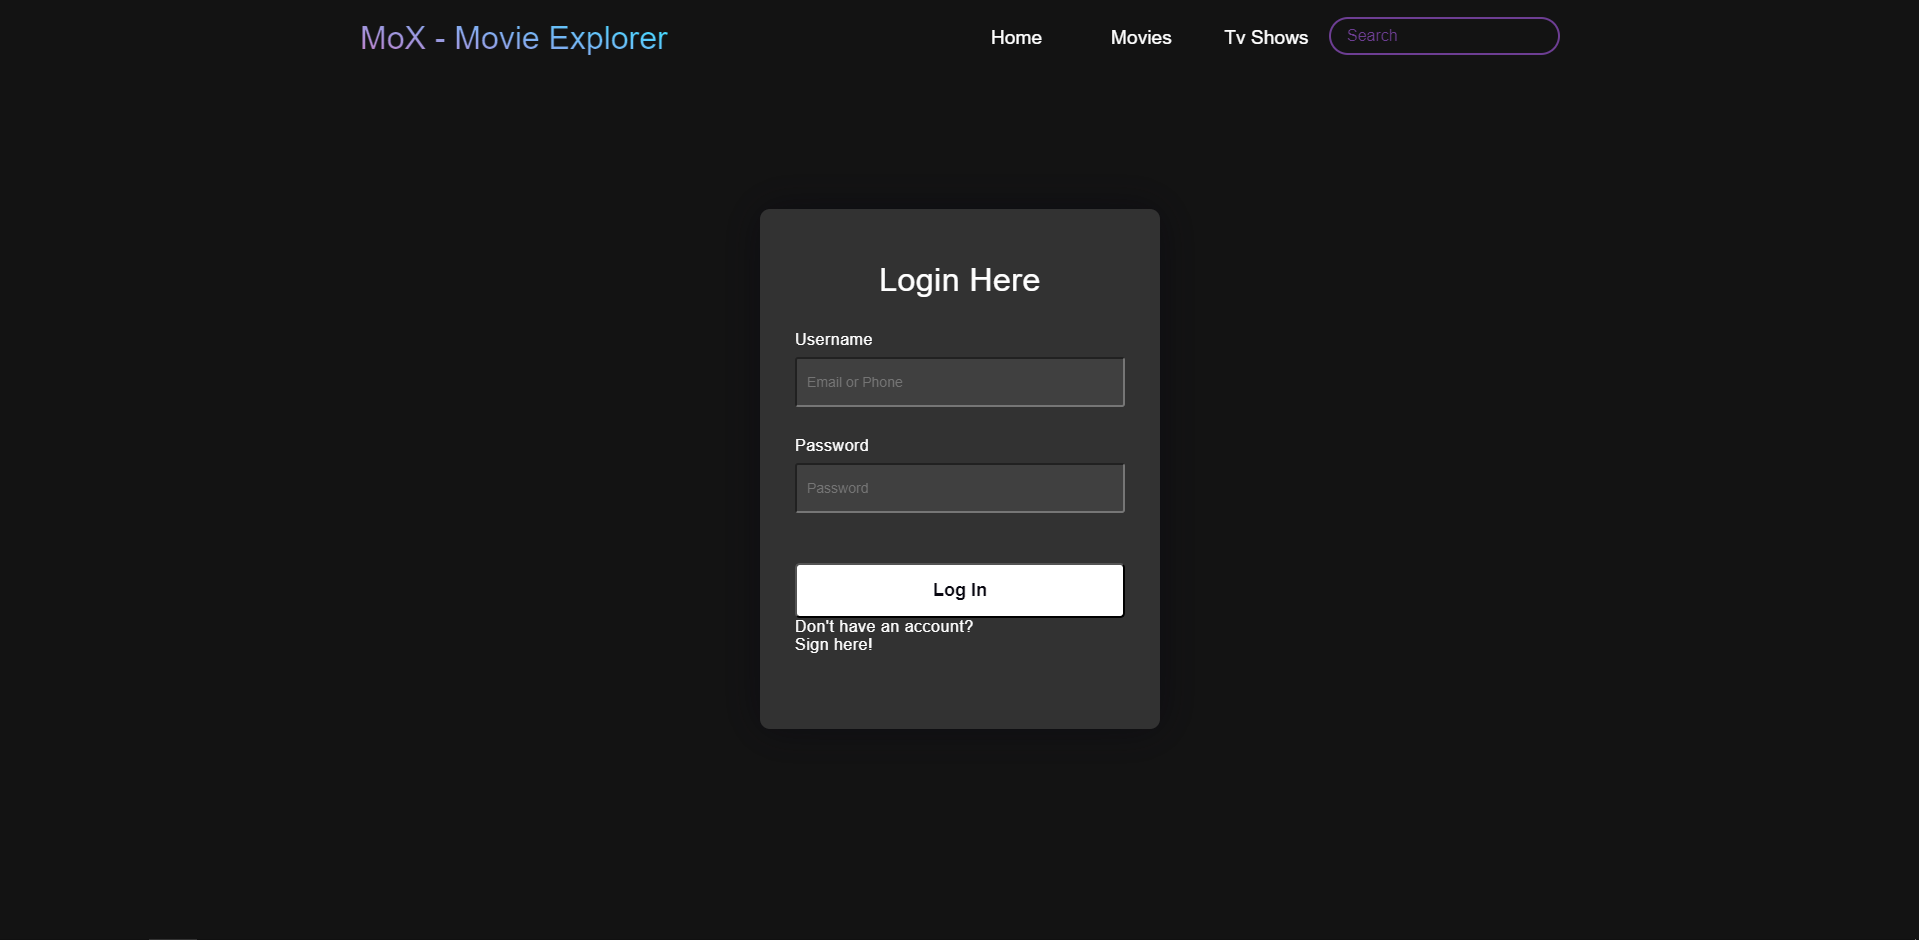 MoX - Movie Explorer
Home
Movies
Tv Shows
Search
Login Here
Username
Email or Phone
Password
Password
Log In
Don't have an account?
Sign here!